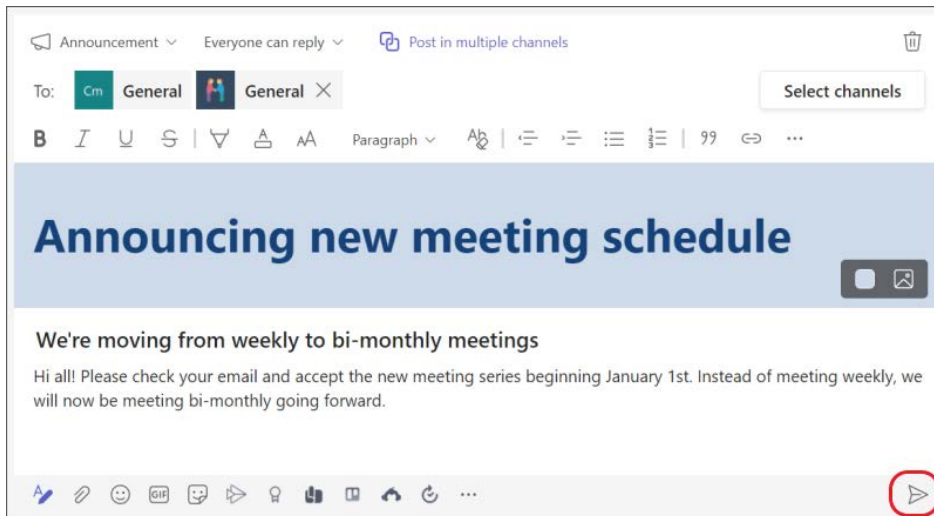 Announcement Everyone can reply Post in multiple channels
To: Cm General General Select channels
B I U S A AA Paragraph Ab 99 ...
Announcing new meeting schedule
We're moving from weekly to bi-monthly meetings
Hi all! Please check your email and accept the new meeting series beginning January 1st. Instead of meeting weekly, we
will now be meeting bi-monthly going forward.
A GIF ...